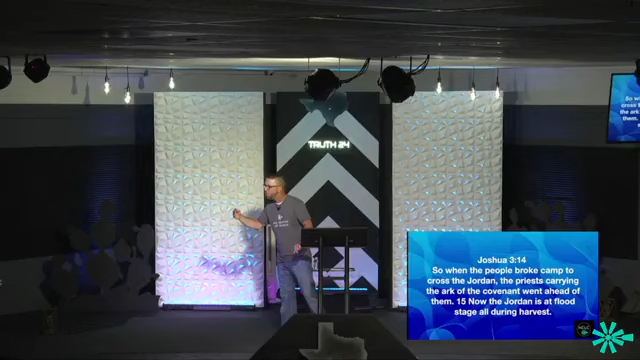 TRUTH 24
Joshua 3:14
So when the people broke camp to
cross the Jordan, the priests carrying
the ark of the covenant went ahead of
them. 15 Now the Jordan is at flood
stage all during harvest.